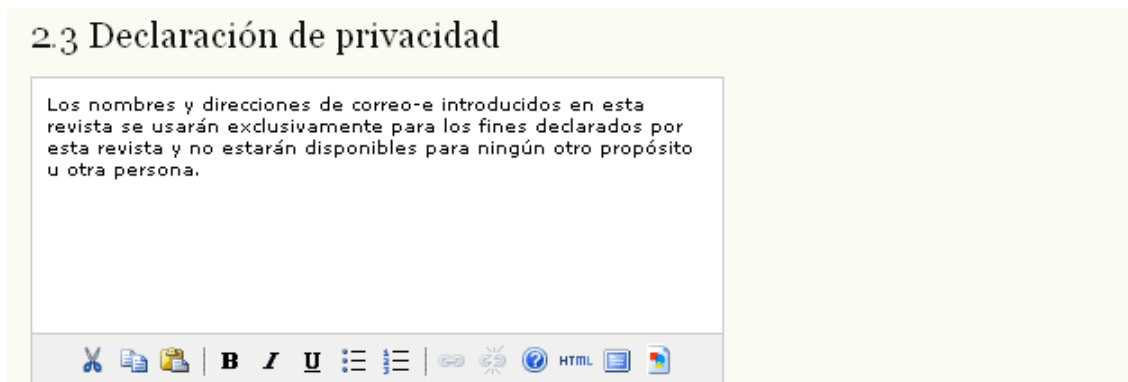 2.3 Declaración de privacidad
Los nombres y direcciones de correo-e introducidos en esta
revista se usarán exclusivamente para los fines declarados por
esta revista y no estarán disponibles para ningún otro propósito
u otra persona.
B I U HTML